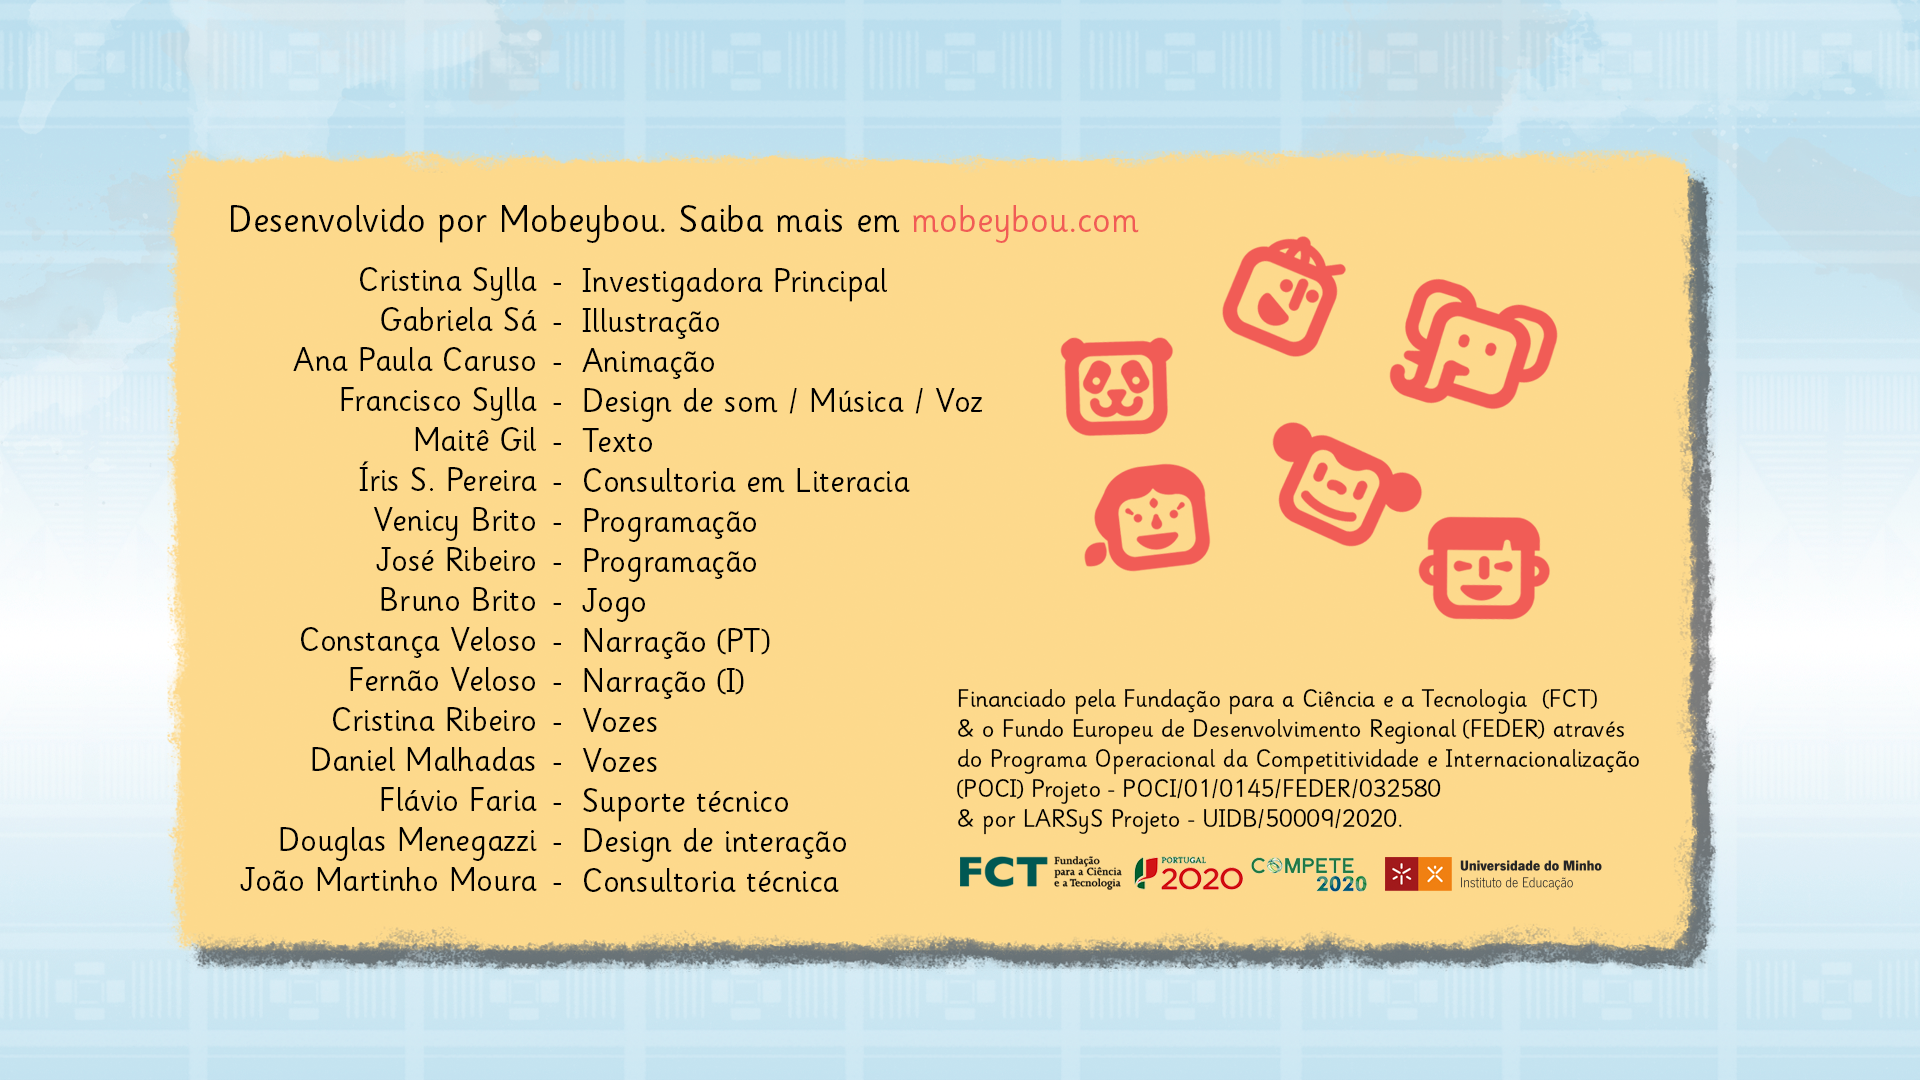 Desenvolvido por Mobeybou. Saiba mais em mobeybou.com
Cristina Sylla - Investigadora Principal
Gabriela Sá - Illustração
Ana Paula Caruso - Animação
Francisco Sylla - Design de som / Música / Voz
Maitê Gil - Texto
Íris S. Pereira - Consultoria em Literacia
Venicy Brito - Programação
José Ribeiro - Programação
Bruno Brito - Jogo
Constança Veloso - Narração (PT)
Fernão Veloso - Narração (I)
Cristina Ribeiro - Vozes
Daniel Malhadas - Vozes
Flávio Faria - Suporte técnico
Douglas Menegazzi - Design de interação
João Martinho Moura - Consultoria técnica
Financiado pela Fundação para a Ciência e a Tecnologia (FCT)
& o Fundo Europeu de Desenvolvimento Regional (FEDER) através
do Programa Operacional da Competitividade e Internacionalização
(POCI) Projeto - POCI/01/0145/FEDER/032580
& por LARSyS Projeto - UIDB/50009/2020.
FCT
Fundação
para a Ciência
e a Tecnologia
PORTUGAL
2020
COMPETE
2020
Universidade do Minho
Instituto de Educação